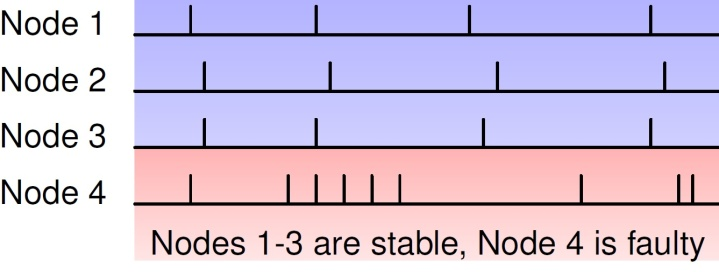 Node 1
Node 2
Node 3
Node 4
Nodes 1-3 are stable, Node 4 is faulty